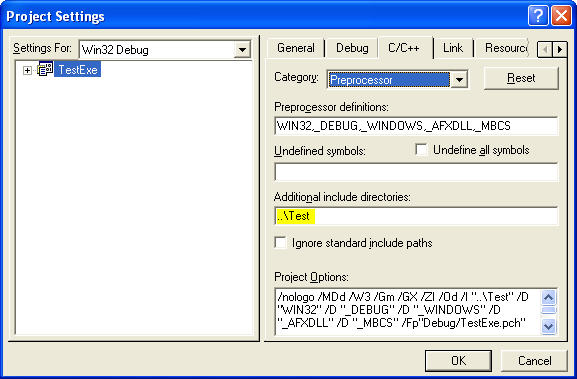 Project Settings
Settings For: Win32 Debug
TestExe
General Debug C/C++ Link Resource
Category: Preprocessor Reset
Preprocessor definitions:
WIN32,_DEBUG,_WINDOWS,_AFXDLL,_MBCS
Undefined symbols: Undefine all symbols
Additional include directories:
..\Test
Ignore standard include paths
Project Options:
/nologo /MDd /W3 /Gm /GX /ZI /Od /I "..\Test" /D
"WIN32" /D "_DEBUG" /D "_WINDOWS" /D
"_AFXDLL" /D "_MBCS" /Fp"Debug/TestExe.pch"
OK Cancel